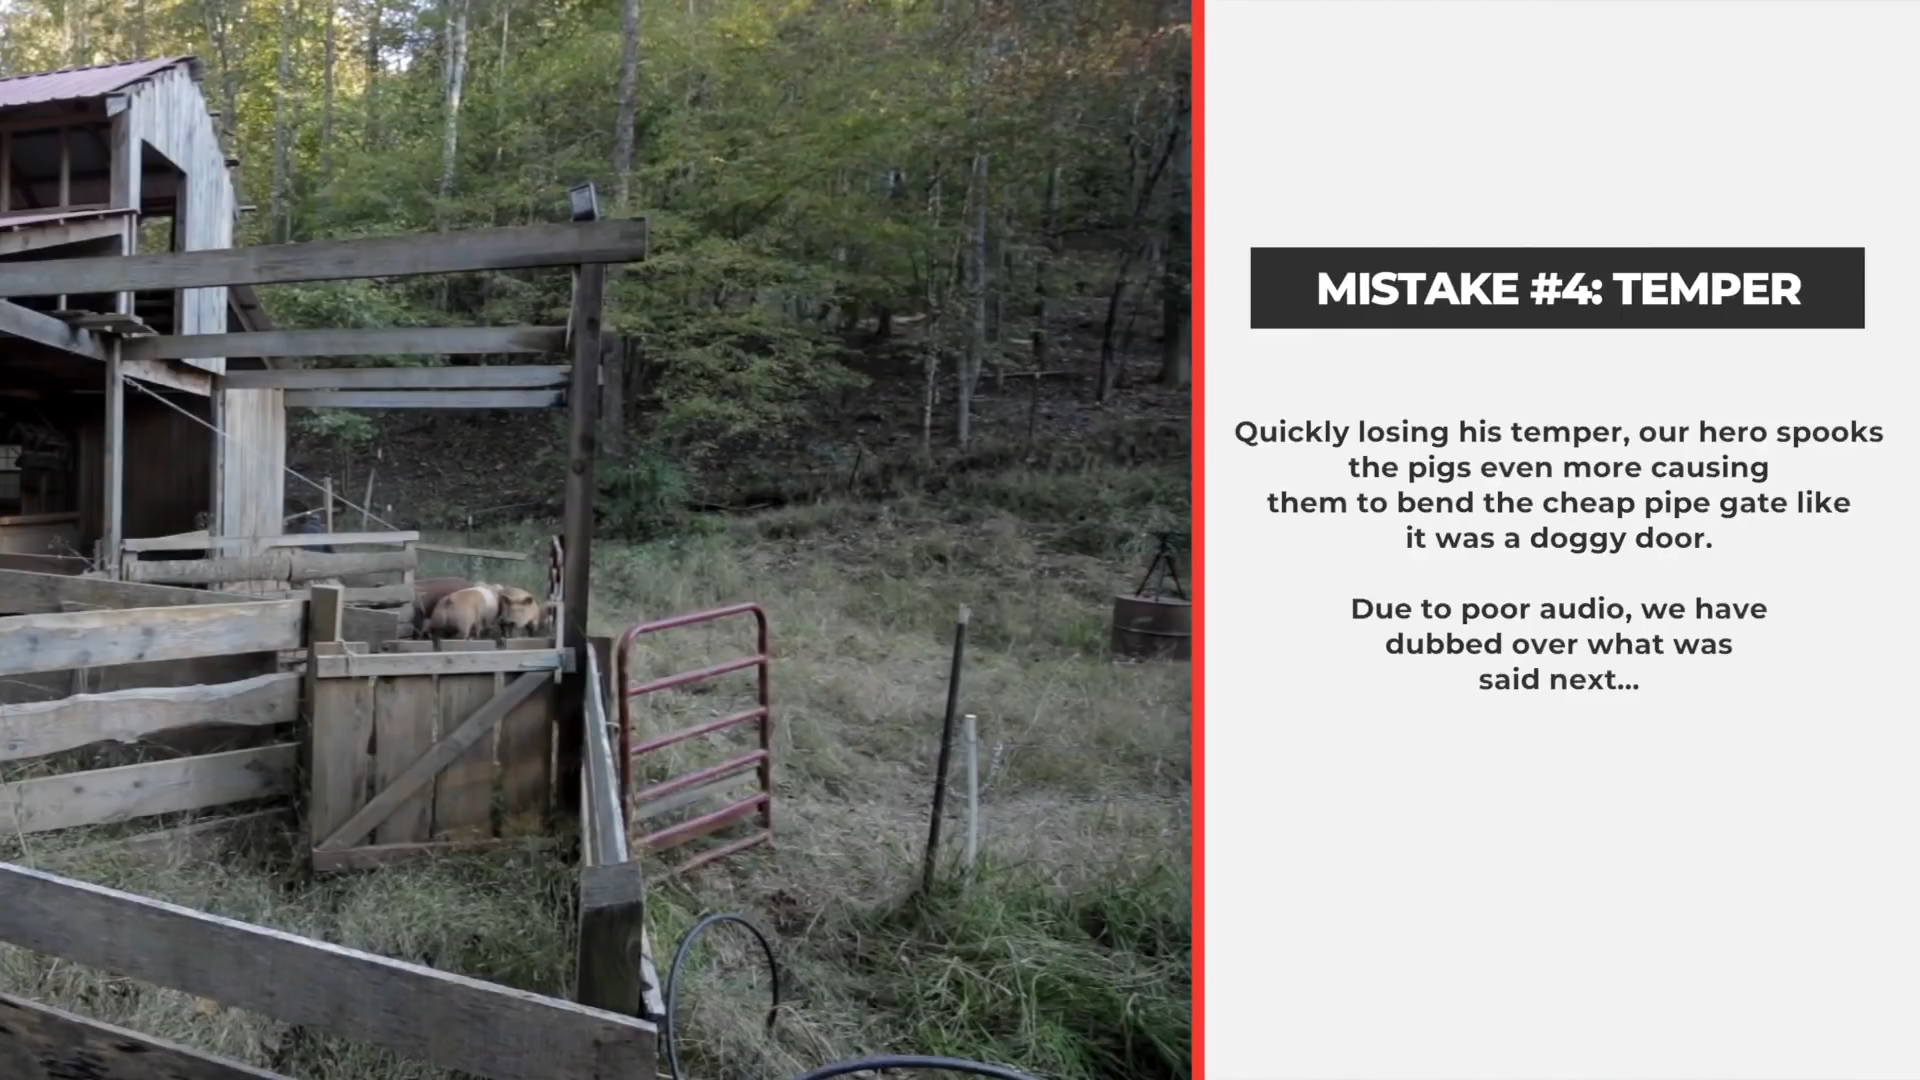 MISTAKE #4: TEMPER
Quickly losing his temper, our hero spooks
the pigs even more causing
them to bend the cheap pipe gate like
it was a doggy door.
Due to poor audio, we have
dubbed over what was
said next...